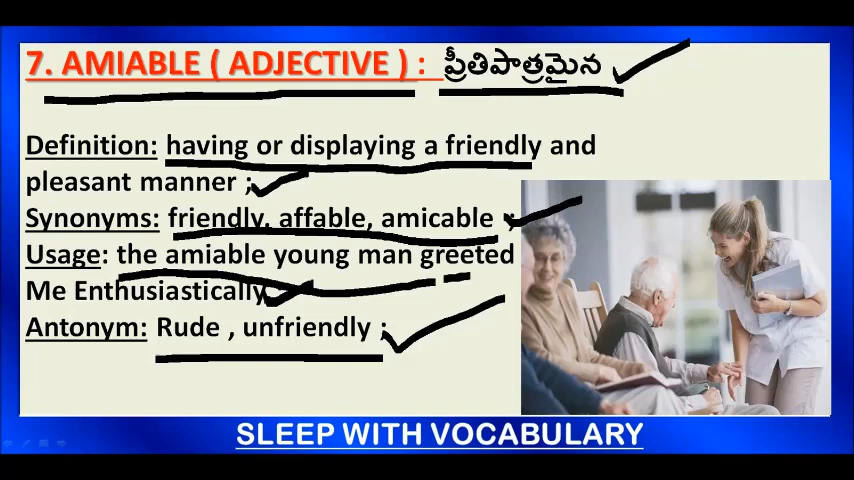 7. AMIABLE ( ADJECTIVE ) : ప్రీతిపాత్రమైన
Definition: having or displaying a friendly and
pleasant manner ;
Synonyms: friendly, affable, amicable ;
Usage: the amiable young man greeted
Me Enthusiastically
Antonym: Rude , unfriendly ;
SLEEP WITH VOCABULARY